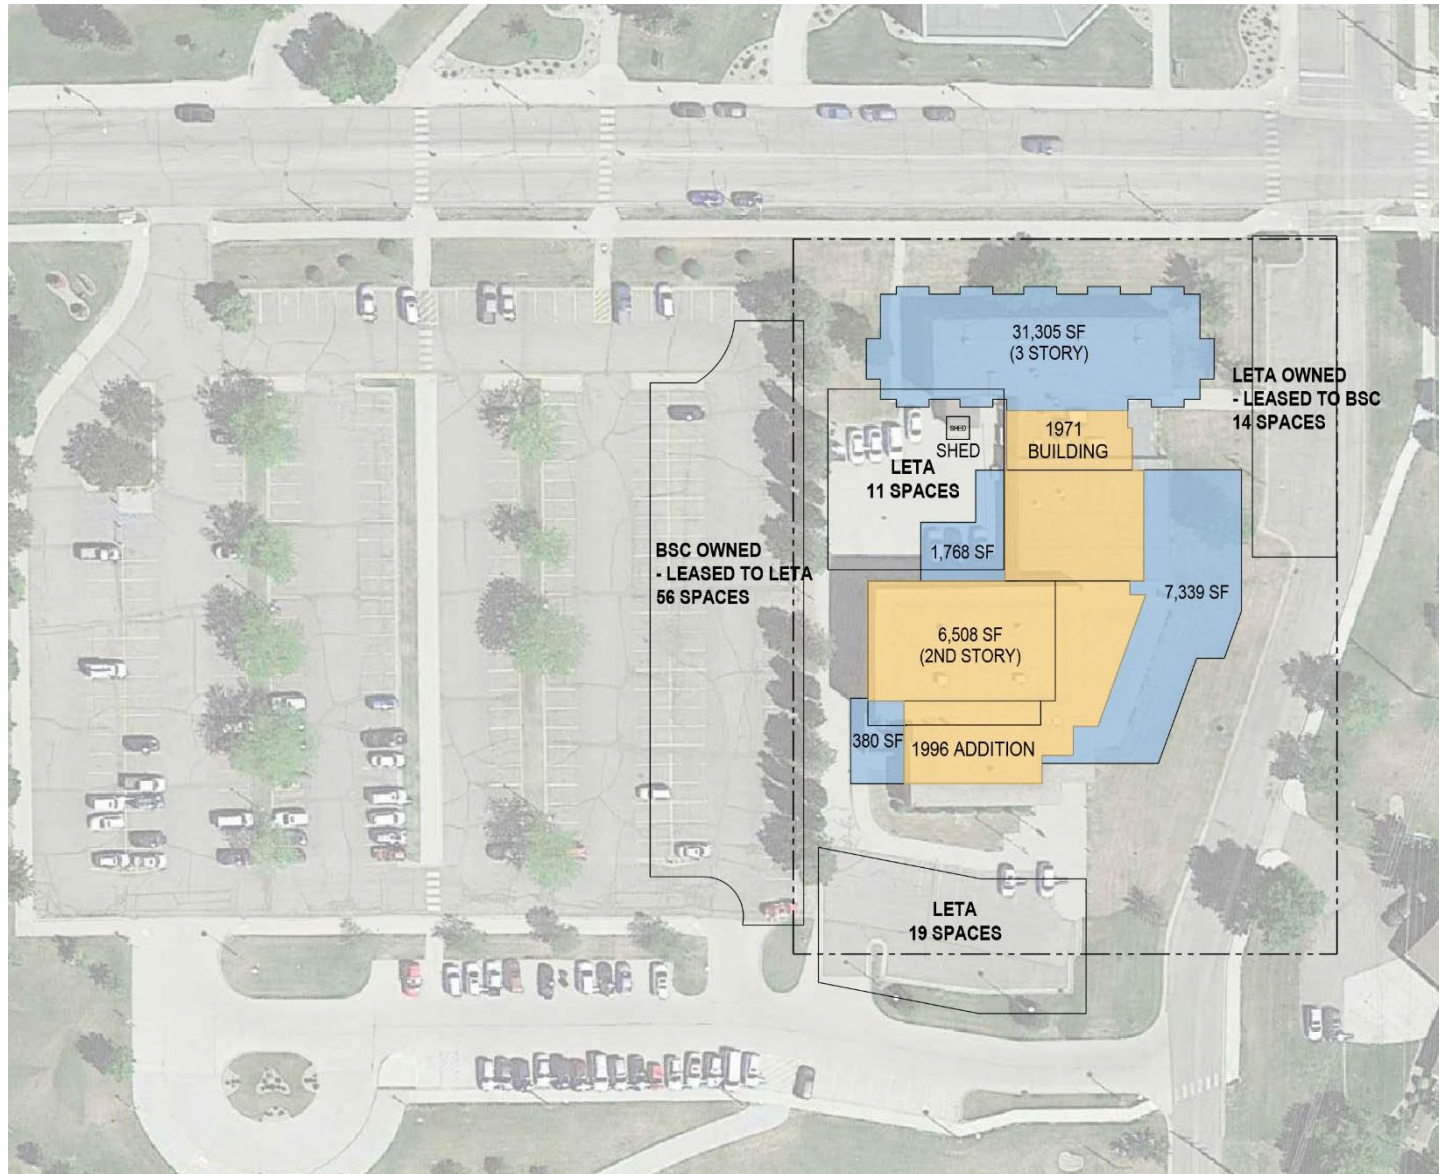 31,305 SF
(3 STORY)
LETA OWNED
- LEASED TO BSC
14 SPACES
SHED
SHED
1971
BUILDING
LETA
11 SPACES
BSC OWNED
- LEASED TO LETA
56 SPACES
1,768 SF
7,339 SF
6,508 SF
(2ND STORY)
380 SF
1996 ADDITION
LETA
19 SPACES